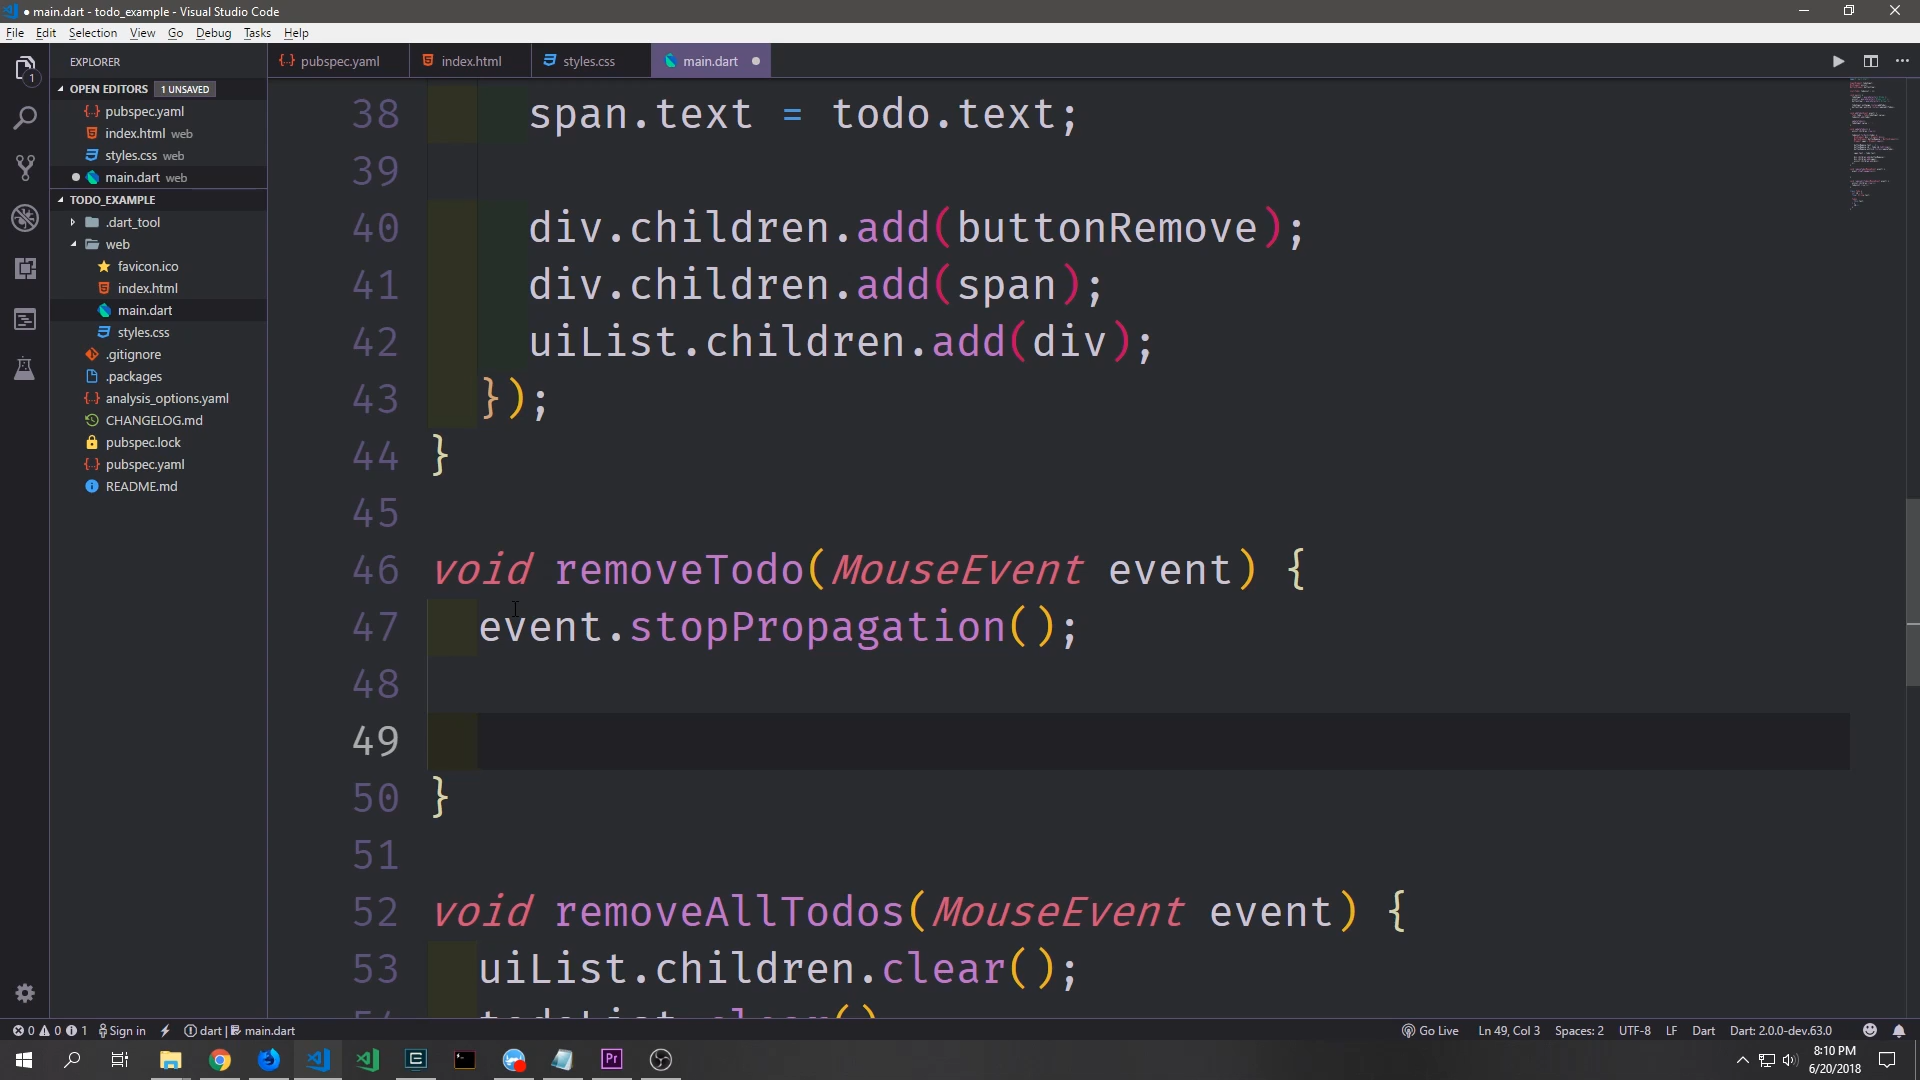 ● main.dart - todo_example - Visual Studio Code
File Edit Selection View Go Debug Tasks Help
EXPLORER
OPEN EDITORS 1 UNSAVED
pubspec.yaml
index.html web
styles.css web
main.dart web
TODO_EXAMPLE
.dart_tool
web
favicon.ico
index.html
main.dart
styles.css
.gitignore
.packages
analysis_options.yaml
CHANGELOG.md
pubspec.lock
pubspec.yaml
README.md
1
pubspec.yaml index.html styles.css main.dart
38 span.text = todo.text;
39
40 div.children.add(buttonRemove);
41 div.children.add(span);
42 uiList.children.add(div);
43 });
44 }
45
46 void removeTodo(MouseEvent event) {
47 event.stopPropagation();
48
49
50 }
51
52 void removeAllTodos(MouseEvent event) {
53 uiList.children.clear();
0 0 1 Sign in dart | main.dart
Go Live Ln 49, Col 3 Spaces: 2 UTF-8 LF Dart Dart: 2.0.0-dev.63.0
8:10 PM
6/20/2018